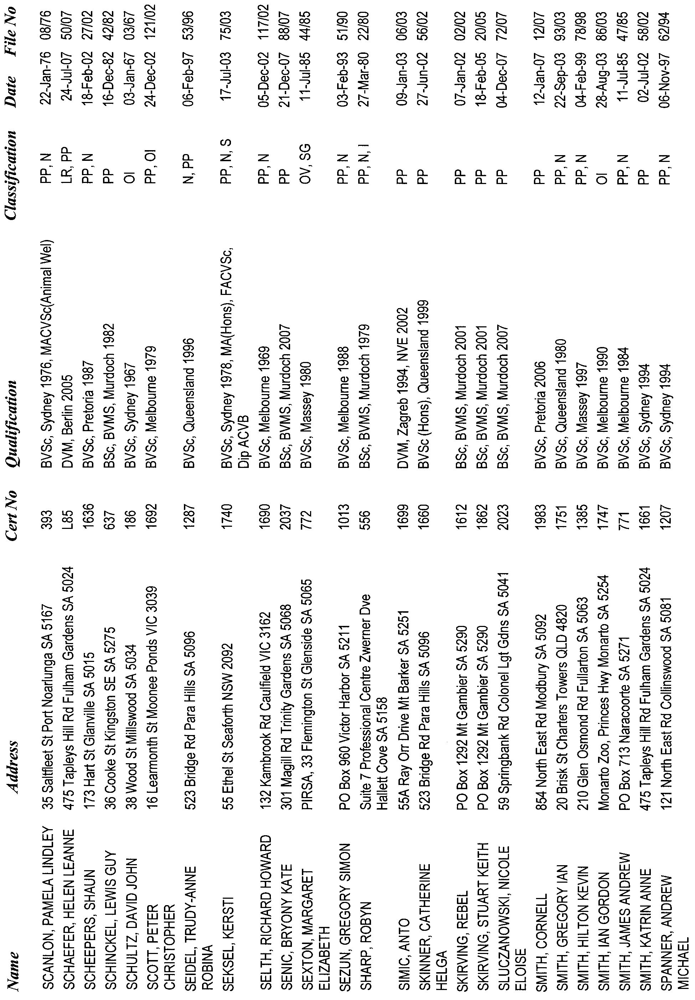 Name Address Cert No Qualification Classification Date File No
SCANLON, PAMELA LINDLEY 35 Saltfleet St Port Noarlunga SA 5167 393 BVSc, Sydney 1976, MACVSc(Animal Wel) PP, N 22-Jan-76 08/76
SCHAEFER, HELEN LEANNE 475 Tapleys Hill Rd Fulham Gardens SA 5024 L85 DVM, Berlin 2005 LR, PP 24-Jul-07 50/07
SCHEEPERS, SHAUN 173 Hart St Glanville SA 5015 1636 BVSc, Pretoria 1987 PP, N 18-Feb-02 27/02
SCHINCKEL, LEWIS GUY 36 Cooke St Kingston SE SA 5275 637 BSc, BVMS, Murdoch 1982 PP 16-Dec-82 42/82
SCHULTZ, DAVID JOHN 38 Wood St Millswood SA 5034 186 BVSc, Sydney 1967 OI 03-Jan-67 03/67
SCOTT, PETER 16 Learmonth St Moonee Ponds VIC 3039 1692 BVSc, Melbourne 1979 PP, OI 24-Dec-02 121/02
CHRISTOPHER
SEIDEL, TRUDY-ANNE 523 Bridge Rd Para Hills SA 5096 1287 BVSc, Queensland 1996 N, PP 06-Feb-97 53/96
ROBINA
SEKSEL, KERSTI 55 Ethel St Seaforth NSW 2092 1740 BVSc, Sydney 1978, MA(Hons), FACVSc, PP, N, S 17-Jul-03 75/03
Dip ACVB
SELTH, RICHARD HOWARD 132 Kambrook Rd Caulfield VIC 3162 1690 BVSc, Melbourne 1969 PP, N 05-Dec-02 117/02
SENIC, BRYONY KATE 301 Magill Rd Trinity Gardens SA 5068 2037 BSc, BVMS, Murdoch 2007 PP 21-Dec-07 88/07
SEXTON, MARGARET PIRSA, 33 Flemington St Glenside SA 5065 772 BVSc, Massey 1980 OV, SG 11-Jul-85 44/85
ELIZABETH
SEZUN, GREGORY SIMON PO Box 960 Victor Harbor SA 5211 1013 BVSc, Melbourne 1988 PP, N 03-Feb-93 51/90
SHARP, ROBYN Suite 7 Professional Centre Zwerner Dve 556 BSc, BVMS, Murdoch 1979 PP, N, I 27-Mar-80 22/80
Hallett Cove SA 5158
SIMIC, ANTO 55A Ray Orr Drive Mt Barker SA 5251 1699 DVM, Zagreb 1994, NVE 2002 PP 09-Jan-03 06/03
SKINNER, CATHERINE 523 Bridge Rd Para Hills SA 5096 1660 BVSc (Hons), Queensland 1999 PP 27-Jun-02 56/02
HELGA
SKIRVING, REBEL PO Box 1292 Mt Gambier SA 5290 1612 BSc, BVMS, Murdoch 2001 PP 07-Jan-02 02/02
SKIRVING, STUART KEITH PO Box 1292 Mt Gambier SA 5290 1862 BSc, BVMS, Murdoch 2001 PP 18-Feb-05 20/05
SLUCZANOWSKI, NICOLE 59 Springbank Rd Colonel Lgt Gdns SA 5041 2023 BSc, BVMS, Murdoch 2007 PP 04-Dec-07 72/07
ELOISE
SMITH, CORNELL 854 North East Rd Modbury SA 5092 1983 BVSc, Pretoria 2006 PP 12-Jan-07 12/07
SMITH, GREGORY IAN 20 Brisk St Charters Towers QLD 4820 1751 BVSc, Queensland 1980 PP, N 22-Sep-03 93/03
SMITH, HILTON KEVIN 210 Glen Osmond Rd Fullarton SA 5063 1385 BVSc, Massey 1997 PP, N 04-Feb-99 78/98
SMITH, IAN GORDON Monarto Zoo, Princes Hwy Monarto SA 5254 1747 BVSc, Melbourne 1990 OI 28-Aug-03 86/03
SMITH, JAMES ANDREW PO Box 713 Naracoorte SA 5271 771 BVSc, Melbourne 1984 PP, N 11-Jul-85 47/85
SMITH, KATRIN ANNE 475 Tapleys Hill Rd Fulham Gardens SA 5024 1661 BVSc, Sydney 1994 PP 02-Jul-02 58/02
SPANNER, ANDREW 121 North East Rd Collinswood SA 5081 1207 BVSc, Sydney 1994 PP, N 06-Nov-97 62/94
MICHAEL